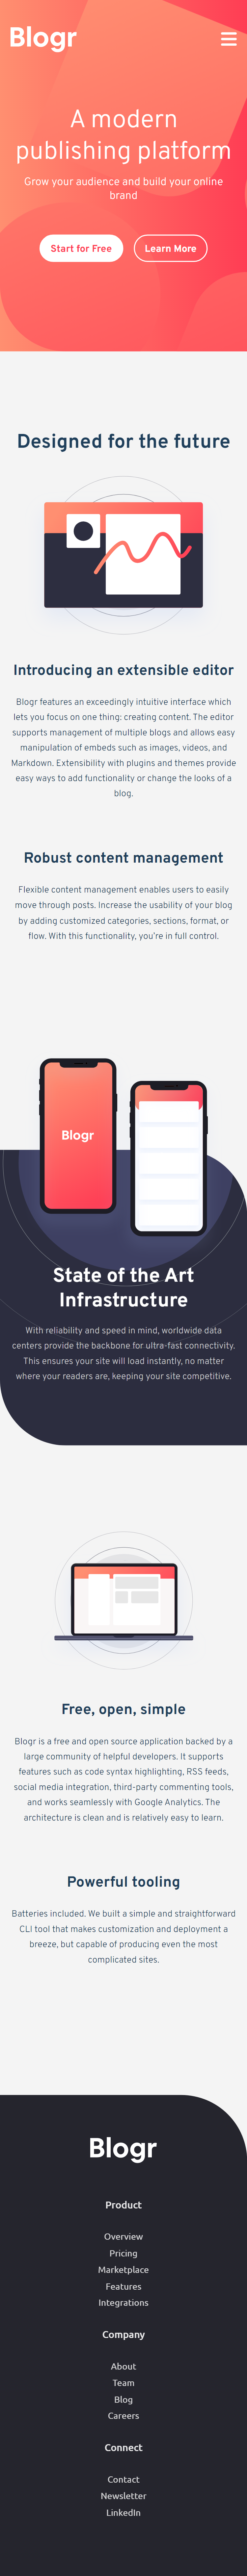 Blogr
A modern
publishing platform
Grow your audience and build your online
brand
Start for Free
Learn More
Designed for the future
Introducing an extensible editor
Blogr features an exceedingly intuitive interface which
lets you focus on one thing: creating content. The editor
supports management of multiple blogs and allows easy
manipulation of embeds such as images, videos, and
Markdown. Extensibility with plugins and themes provide
easy ways to add functionality or change the looks of a
blog.
Robust content management
Flexible content management enables users to easily
move through posts. Increase the usability of your blog
by adding customized categories, sections, format, or
flow. With this functionality, you're in full control.
Blogr
State of the Art
Infrastructure
With reliability and speed in mind, worldwide data
centers provide the backbone for ultra-fast connectivity.
This ensures your site will load instantly, no matter
where your readers are, keeping your site competitive.
Free, open, simple
Blogr is a free and open source application backed by a
large community of helpful developers. It supports
features such as code syntax highlighting, RSS feeds,
social media integration, third-party commenting tools,
and works seamlessly with Google Analytics. The
architecture is clean and is relatively easy to learn.
Powerful tooling
Batteries included. We built a simple and straightforward
CLI tool that makes customization and deployment a
breeze, but capable of producing even the most
complicated sites.
Blogr
Product
Overview
Pricing
Marketplace
Features
Integrations
Company
About
Team
Blog
Careers
Connect
Contact
Newsletter
LinkedIn